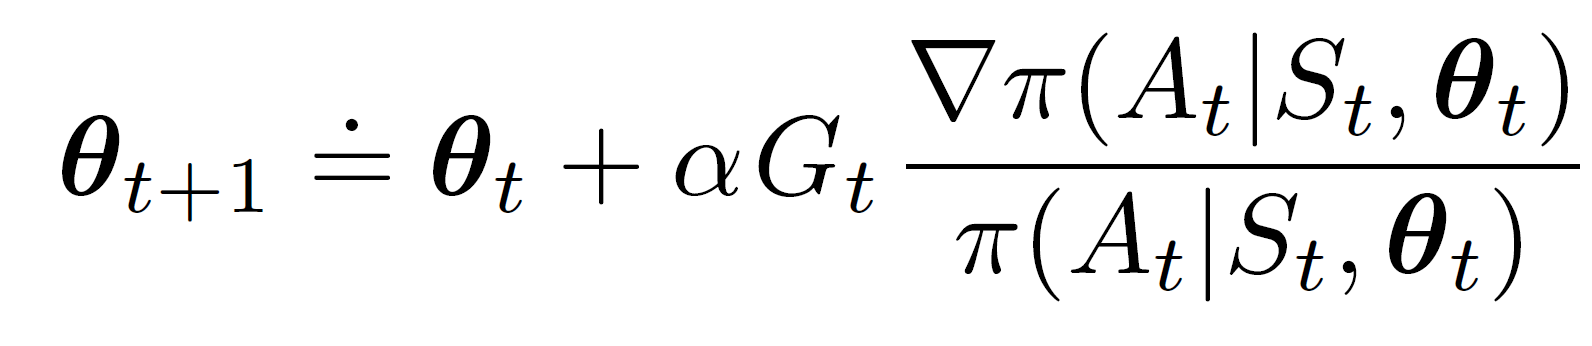 θ_{t+1} ≐ θ_t + αG_t ∇π(A_t|S_t, θ_t) / π(A_t|S_t, θ_t)